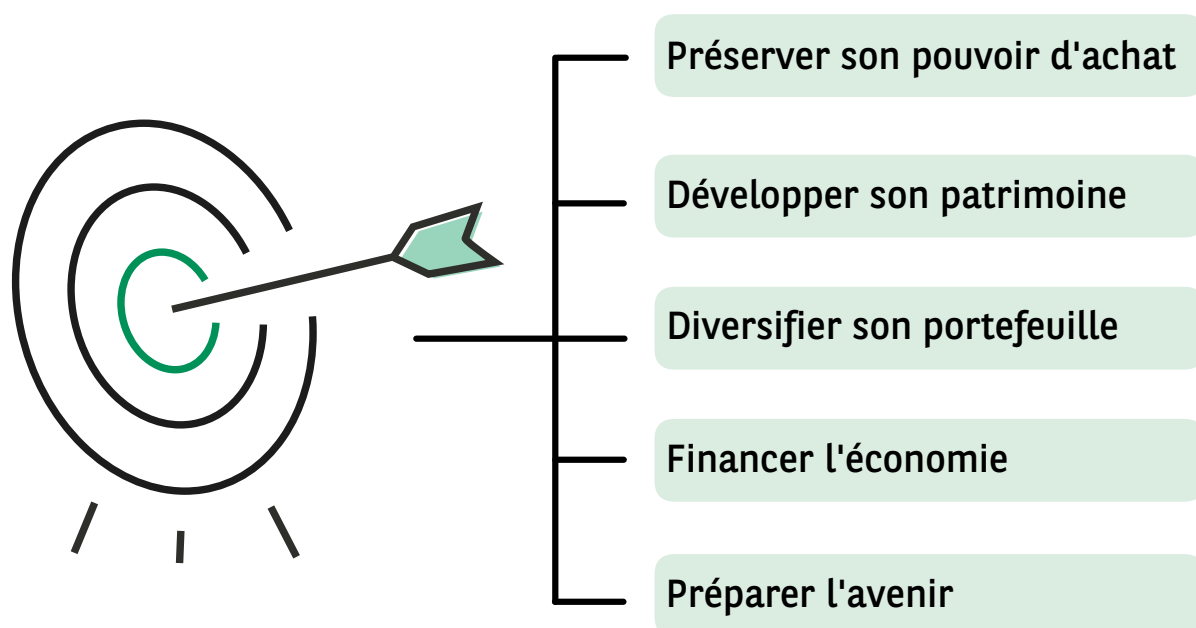 Préserver son pouvoir d'achat
Développer son patrimoine
Diversifier son portefeuille
Financer l'économie
Préparer l'avenir